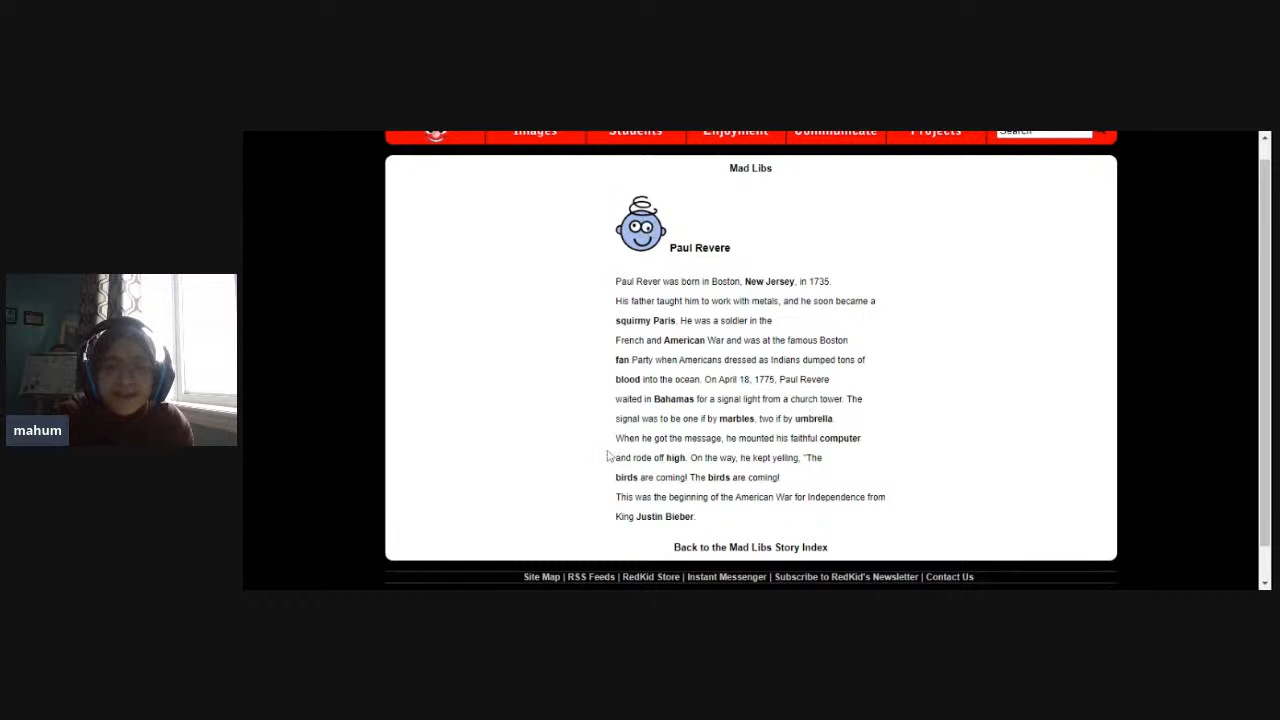 Images Students Enjoyment Communicate Projects Search
Mad Libs
Paul Revere
Paul Rever was born in Boston, New Jersey, in 1735.
His father taught him to work with metals, and he soon became a
squirmy Paris. He was a soldier in the
French and American War and was at the famous Boston
fan Party when Americans dressed as Indians dumped tons of
blood into the ocean. On April 18, 1775, Paul Revere
waited in Bahamas for a signal light from a church tower. The
signal was to be one if by marbles, two if by umbrella.
When he got the message, he mounted his faithful computer
and rode off high. On the way, he kept yelling, "The
birds are coming! The birds are coming!
This was the beginning of the American War for Independence from
King Justin Bieber.
Back to the Mad Libs Story Index
Site Map | RSS Feeds | RedKid Store | Instant Messenger | Subscribe to RedKid's Newsletter | Contact Us
mahum